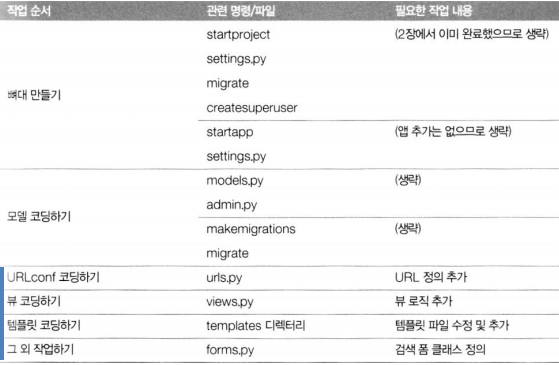 작업 순서 관련 명령/파일 필요한 작업 내용
startproject (2장에서 이미 완료했으므로 생략)
settings.py
뼈대 만들기
migrate
createsuperuser
startapp (앱 추가는 없으므로 생략)
settings.py
models.py (생략)
모델 코딩하기
admin.py
makemigrations (생략)
migrate
URLconf 코딩하기 urls.py URL 정의 추가
뷰 코딩하기 views.py 뷰 로직 추가
템플릿 코딩하기 templates 디렉터리 템플릿 파일 수정 및 추가
그 외 작업하기 forms.py 검색 폼 클래스 정의